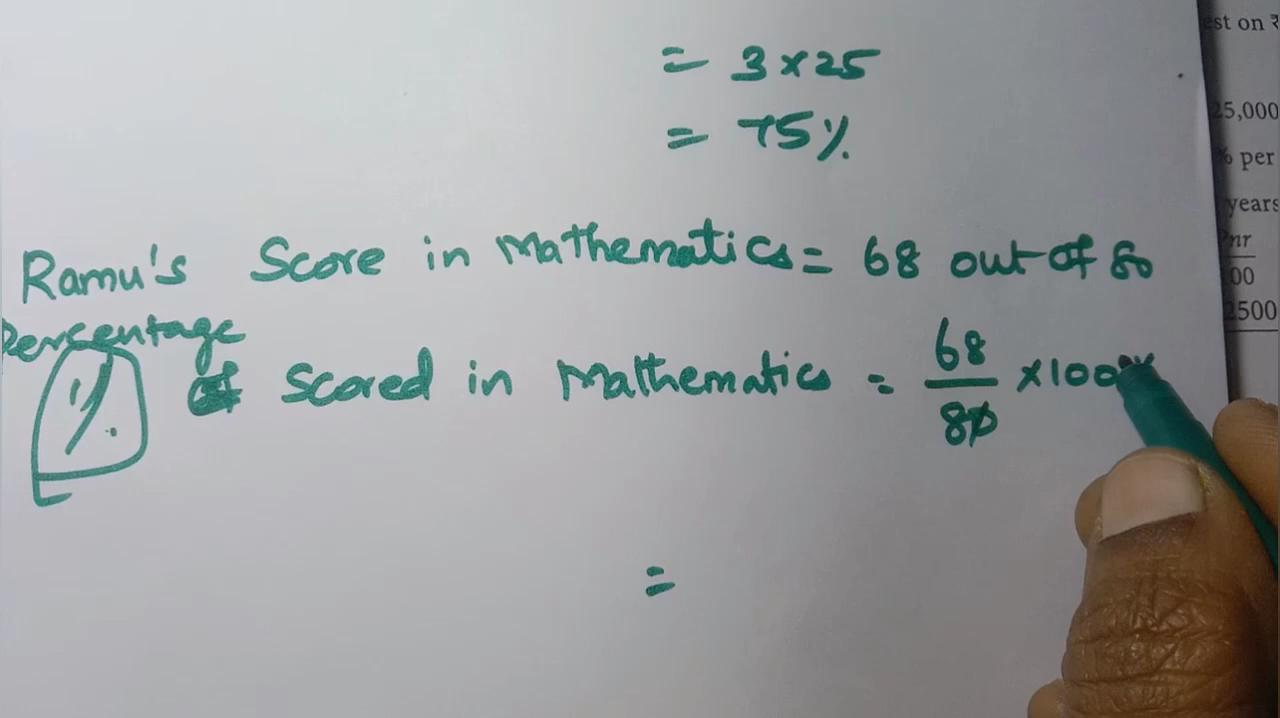 = 3 × 25
= 75%
Ramu's Score in Mathematics = 68 out of 80
Percentage
% Scored in Mathematics = 68/80 × 100%
=
est on ₹
25,000
% per
years
Pnr
00
2500